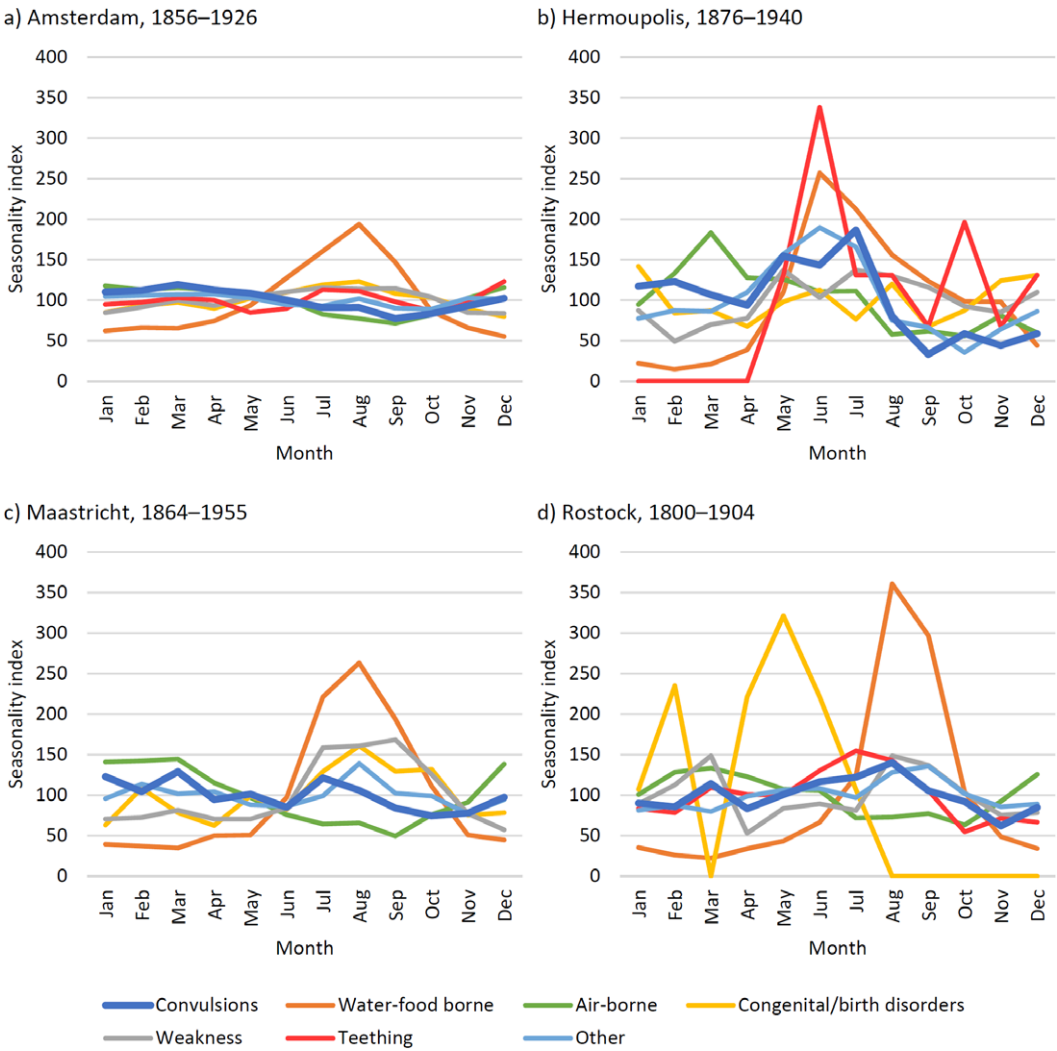 a) Amsterdam, 1856–1926
400
350
300
250
200
150
100
50
0
Seasonality index
Jan
Feb
Mar
Apr
May
Jun
Jul
Aug
Sep
Oct
Nov
Dec
Month
b) Hermoupolis, 1876–1940
400
350
300
250
200
150
100
50
0
Seasonality index
Jan
Feb
Mar
Apr
May
Jun
Jul
Aug
Sep
Oct
Nov
Dec
Month
c) Maastricht, 1864–1955
400
350
300
250
200
150
100
50
0
Seasonality index
Jan
Feb
Mar
Apr
May
Jun
Jul
Aug
Sep
Oct
Nov
Dec
Month
d) Rostock, 1800–1904
400
350
300
250
200
150
100
50
0
Seasonality index
Jan
Feb
Mar
Apr
May
Jun
Jul
Aug
Sep
Oct
Nov
Dec
Month
Convulsions
Water-food borne
Air-borne
Congenital/birth disorders
Weakness
Teething
Other